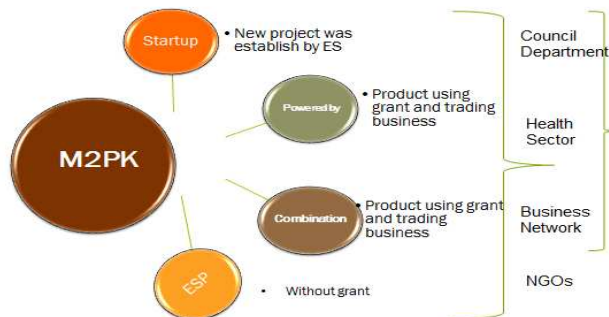 Startup
• New project was
establish by ES
M2PK
Powered by
• Product using
grant and trading
business
Combination
• Product using grant
and trading
business
ESP
• Without grant
Council
Department
Health
Sector
Business
Network
NGOs